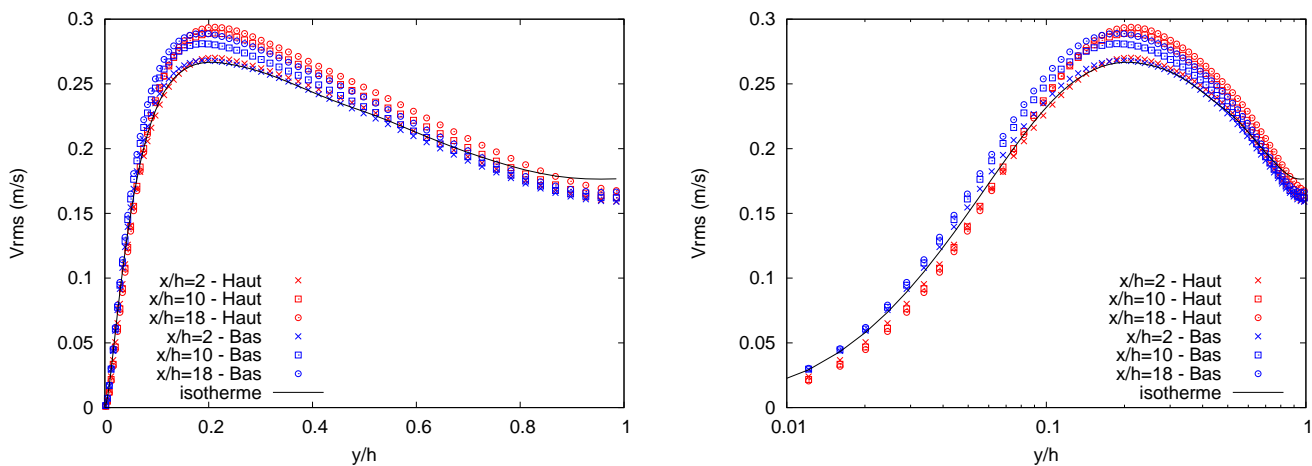 0.3
0.25
0.2
0.15
0.1
0.05
0
Vrms (m/s)
x/h=2 - Haut
x/h=10 - Haut
x/h=18 - Haut
x/h=2 - Bas
x/h=10 - Bas
x/h=18 - Bas
isotherme
0 0.2 0.4 0.6 0.8 1
y/h
0.3
0.25
0.2
0.15
0.1
0.05
0
Vrms (m/s)
x/h=2 - Haut
x/h=10 - Haut
x/h=18 - Haut
x/h=2 - Bas
x/h=10 - Bas
x/h=18 - Bas
isotherme
0.01 0.1 1
y/h